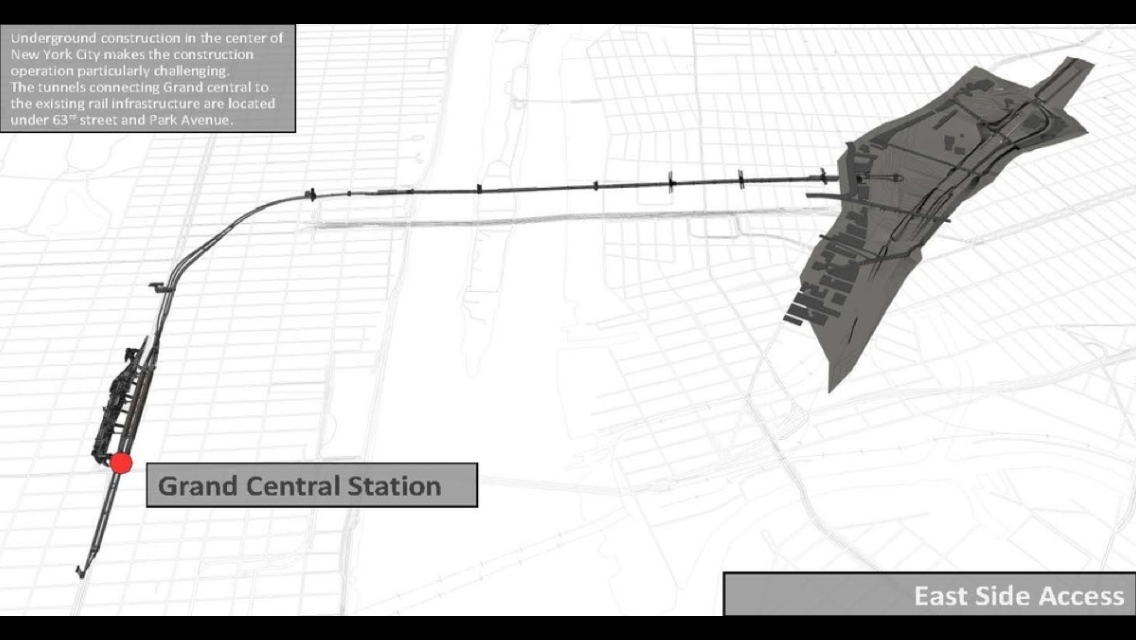 Underground construction in the center of
New York City makes the construction
operation particularly challenging.
The tunnels connecting Grand central to
the existing rail infrastructure are located
under 63rd street and Park Avenue.
Grand Central Station
East Side Access